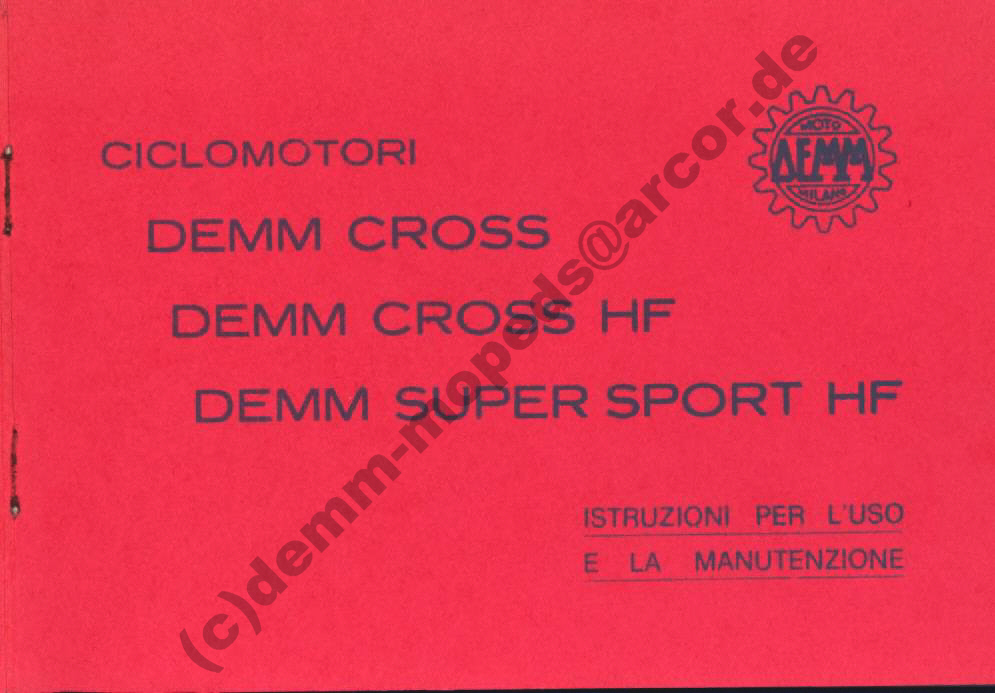 CICLOMOTORI
MOTO
DEMM
MILANO
DEMM CROSS
DEMM CROSS HF
DEMM SUPER SPORT HF
ISTRUZIONI PER L'USO
E LA MANUTENZIONE
(c)demm-mopeds@arcor.de